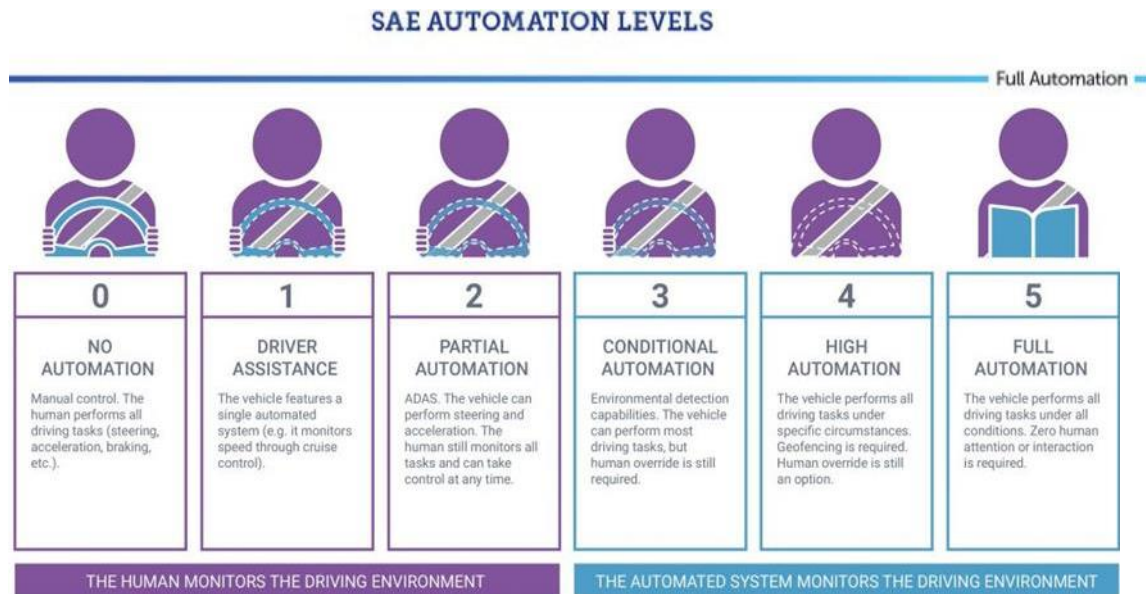 SAE AUTOMATION LEVELS
Full Automation
0
NO
AUTOMATION
Manual control. The
human performs all
driving tasks (steering,
acceleration, braking,
etc.).
1
DRIVER
ASSISTANCE
The vehicle features a
single automated
system (e.g. it monitors
speed through cruise
control).
2
PARTIAL
AUTOMATION
ADAS. The vehicle can
perform steering and
acceleration. The
human still monitors all
tasks and can take
control at any time.
3
CONDITIONAL
AUTOMATION
Environmental detection
capabilities. The vehicle
can perform most
driving tasks, but
human override is still
required.
4
HIGH
AUTOMATION
The vehicle performs all
driving tasks under
specific circumstances.
Geofencing is required.
Human override is still
an option.
5
FULL
AUTOMATION
The vehicle performs all
driving tasks under all
conditions. Zero human
attention or interaction
is required.
THE HUMAN MONITORS THE DRIVING ENVIRONMENT
THE AUTOMATED SYSTEM MONITORS THE DRIVING ENVIRONMENT